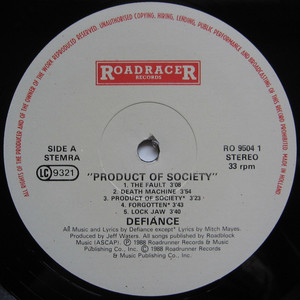 UNAUTHORISED COPYING, HIRING, LENDING, PUBLIC PERFORMANCE AND BROADCASTING OF THIS RECORD PROHIBITED. ALL RIGHTS OF THE PRODUCER AND OF THE OWNER OF THE WORK REPRODUCED RESERVED.
ROADRACER
RECORDS
SIDE A
STEMRA
LC 9321
RO 9504 1
STEREO
33 rpm
"PRODUCT OF SOCIETY"
1. THE FAULT 3'08
2. DEATH MACHINE 3'54
3. PRODUCT OF SOCIETY* 3'23
4. FORGOTTEN* 3'43
5. LOCK JAW 3'40
DEFIANCE
All Music and Lyrics by Defiance except* Lyrics by Mitch Mayes.
Produced by Jeff Waters. All songs published by Roadblock
Music (ASCAP). ℗ 1988 Roadrunner Records & Music
Publishing Co., Inc. © 1988 Roadrunner Records &
Music Publishing Co., Inc.
MADE IN HOLLAND